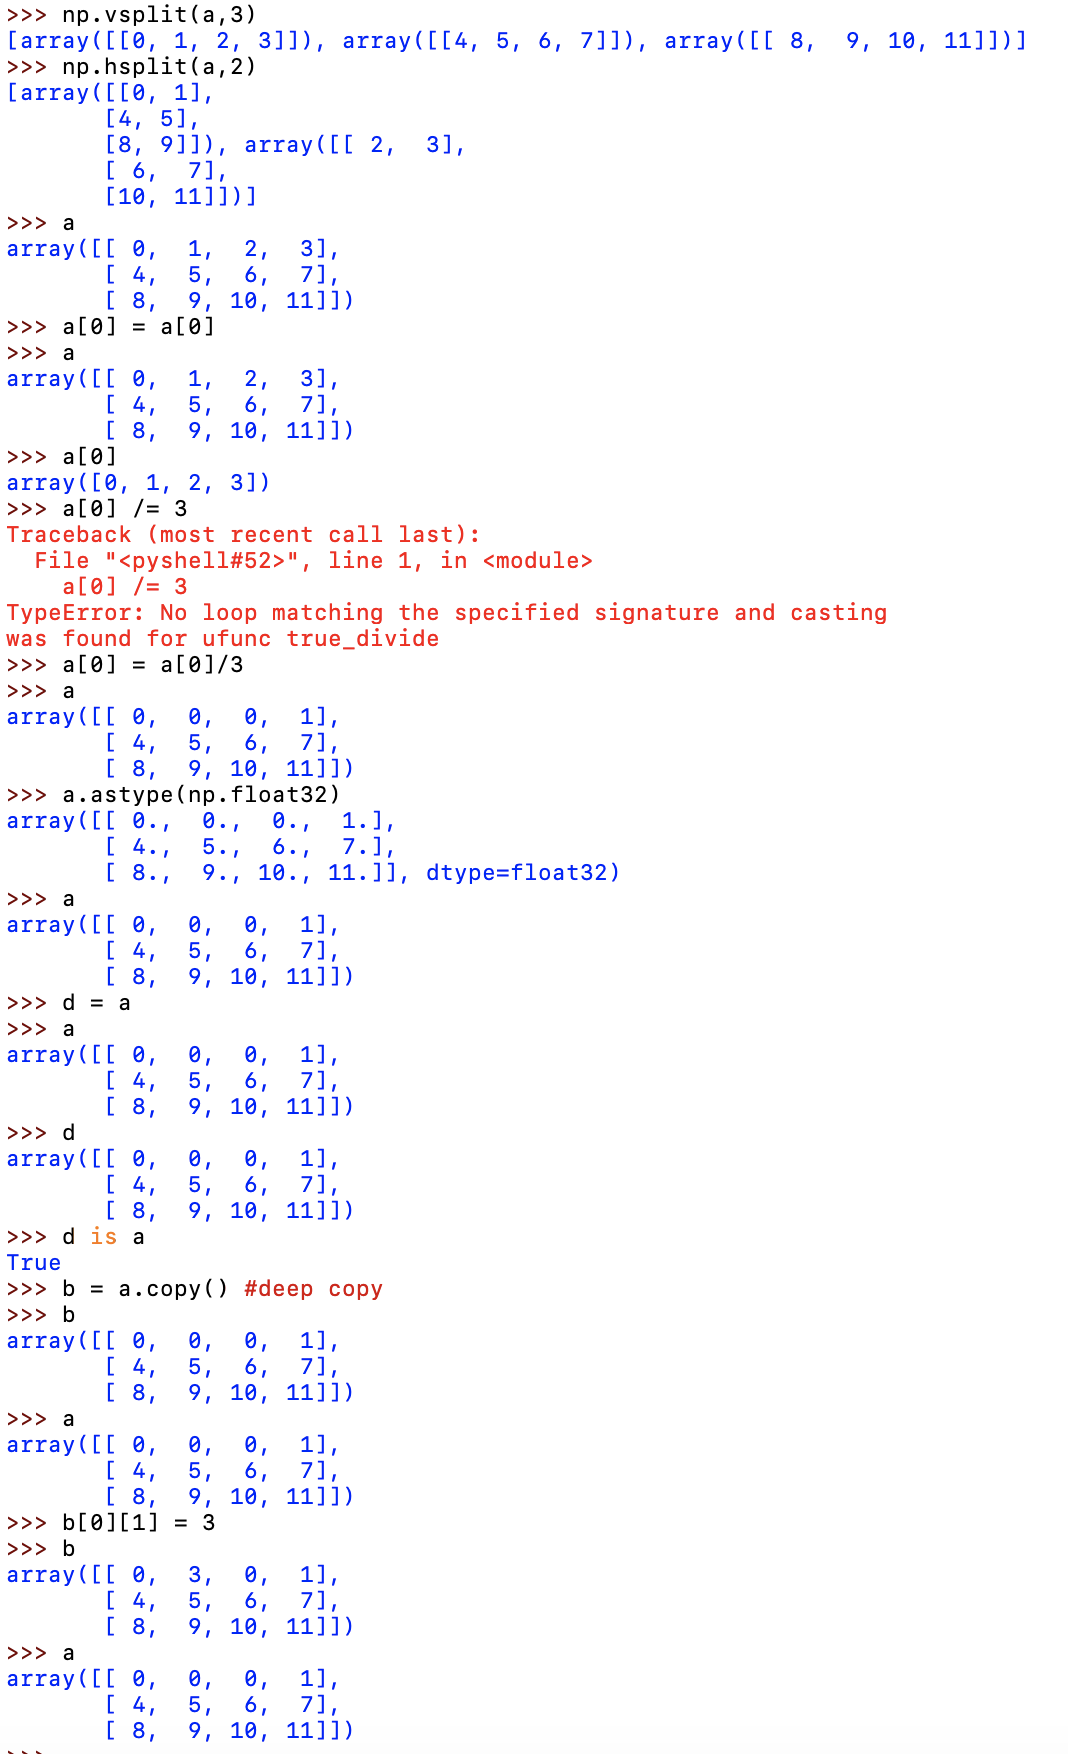 >>> np.vsplit(a,3)
[array([[0, 1, 2, 3]]), array([[4, 5, 6, 7]]), array([[ 8,  9, 10, 11]])]
>>> np.hsplit(a,2)
[array([[0, 1],
       [4, 5],
       [8, 9]]), array([[ 2,  3],
       [ 6,  7],
       [10, 11]])]
>>> a
array([[ 0,  1,  2,  3],
       [ 4,  5,  6,  7],
       [ 8,  9, 10, 11]])
>>> a[0] = a[0]
>>> a
array([[ 0,  1,  2,  3],
       [ 4,  5,  6,  7],
       [ 8,  9, 10, 11]])
>>> a[0]
array([0, 1, 2, 3])
>>> a[0] /= 3
Traceback (most recent call last):
  File "<pyshell#52>", line 1, in <module>
    a[0] /= 3
TypeError: No loop matching the specified signature and casting
was found for ufunc true_divide
>>> a[0] = a[0]/3
>>> a
array([[ 0,  0,  0,  1],
       [ 4,  5,  6,  7],
       [ 8,  9, 10, 11]])
>>> a.astype(np.float32)
array([[ 0.,  0.,  0.,  1.],
       [ 4.,  5.,  6.,  7.],
       [ 8.,  9., 10., 11.]], dtype=float32)
>>> a
array([[ 0,  0,  0,  1],
       [ 4,  5,  6,  7],
       [ 8,  9, 10, 11]])
>>> d = a
>>> a
array([[ 0,  0,  0,  1],
       [ 4,  5,  6,  7],
       [ 8,  9, 10, 11]])
>>> d
array([[ 0,  0,  0,  1],
       [ 4,  5,  6,  7],
       [ 8,  9, 10, 11]])
>>> d is a
True
>>> b = a.copy() #deep copy
>>> b
array([[ 0,  0,  0,  1],
       [ 4,  5,  6,  7],
       [ 8,  9, 10, 11]])
>>> a
array([[ 0,  0,  0,  1],
       [ 4,  5,  6,  7],
       [ 8,  9, 10, 11]])
>>> b[0][1] = 3
>>> b
array([[ 0,  3,  0,  1],
       [ 4,  5,  6,  7],
       [ 8,  9, 10, 11]])
>>> a
array([[ 0,  0,  0,  1],
       [ 4,  5,  6,  7],
       [ 8,  9, 10, 11]])
>>>